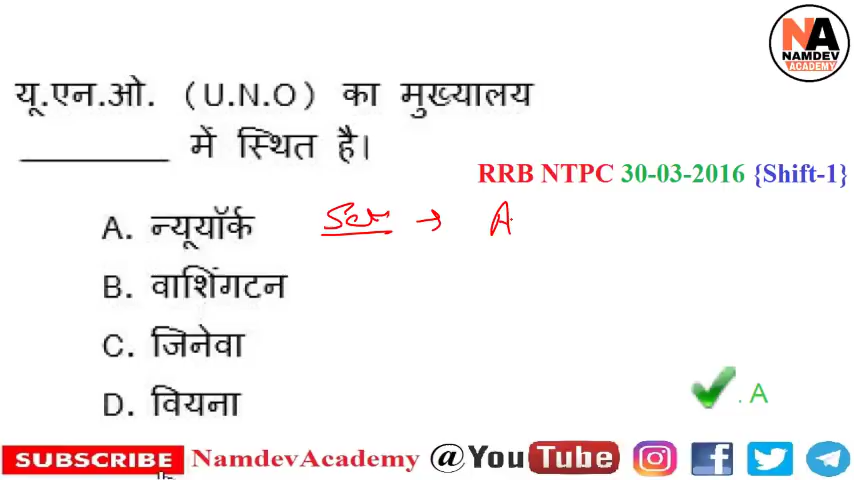 NA
NAMDEV
ACADEMY
यू.एन.ओ. (U.N.O) का मुख्यालय
________ में स्थित है।
RRB NTPC 30-03-2016 {Shift-1}
A. न्यूयॉर्क → A
B. वाशिंगटन
C. जिनेवा
D. वियना
. A
SUBSCRIBE NamdevAcademy @YouTube